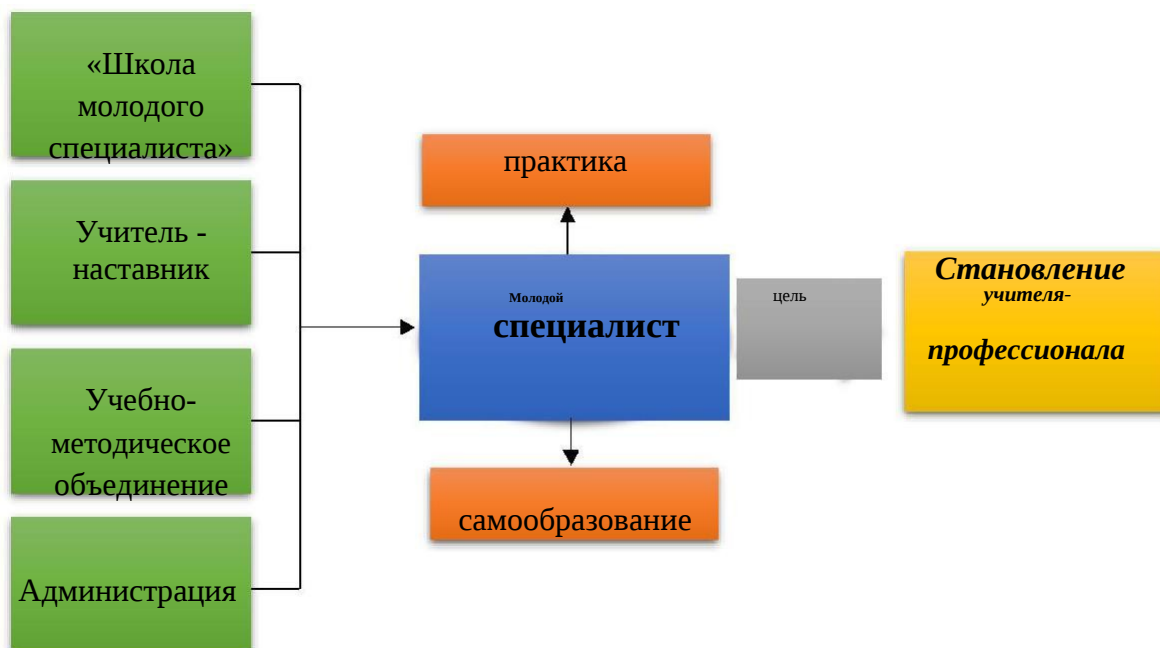 «Школа
молодого
специалиста»
Учитель -
наставник
Учебно-
методическое
объединение
Администрация
практика
Молодой
специалист
самообразование
цель
Становление
учителя-
профессионала